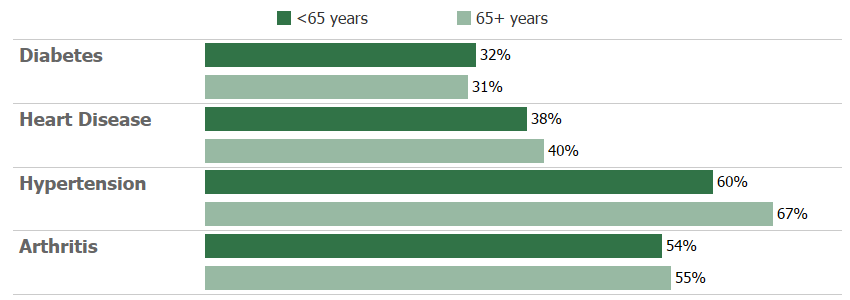 <65 years 65+ years
Diabetes 32%
31%
Heart Disease 38%
40%
Hypertension 60%
67%
Arthritis 54%
55%